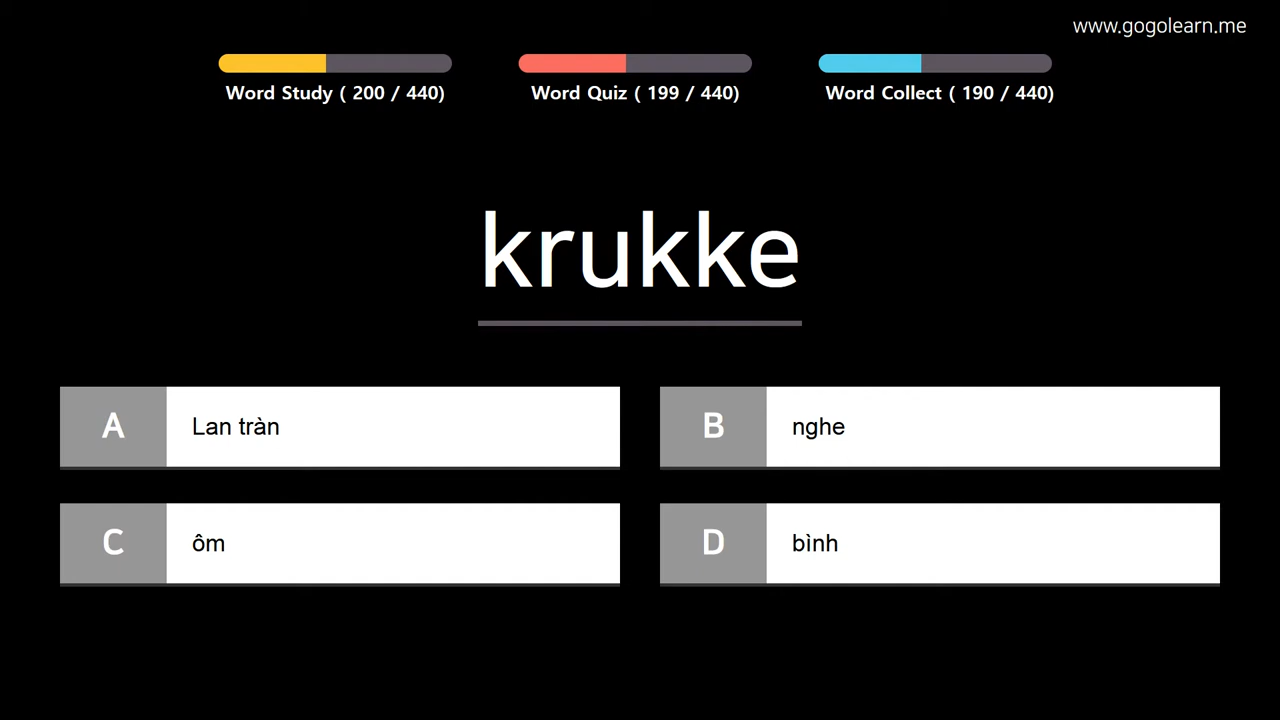 www.gogolearn.me
Word Study ( 200 / 440)
Word Quiz ( 199 / 440)
Word Collect ( 190 / 440)
krukke
A Lan tràn
B nghe
C ôm
D bình